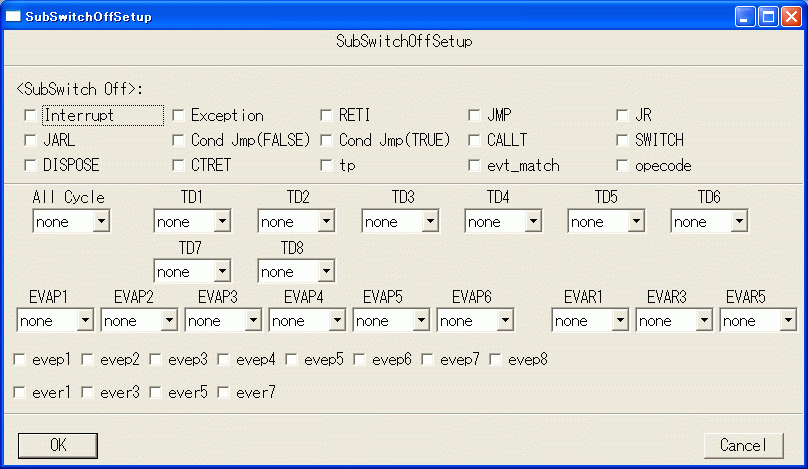 SubSwitchOffSetup
SubSwitchOffSetup
<SubSwitch Off>:
Interrupt Exception RETI JMP JR
JARL Cond Jmp(FALSE) Cond Jmp(TRUE) CALLT SWITCH
DISPOSE CTRET tp evt_match opecode
All Cycle TD1 TD2 TD3 TD4 TD5 TD6
none none none none none none none
TD7 TD8
none none
EVAP1 EVAP2 EVAP3 EVAP4 EVAP5 EVAP6 EVAR1 EVAR3 EVAR5
none none none none none none none none none
evep1 evep2 evep3 evep4 evep5 evep6 evep7 evep8
ever1 ever3 ever5 ever7
OK Cancel